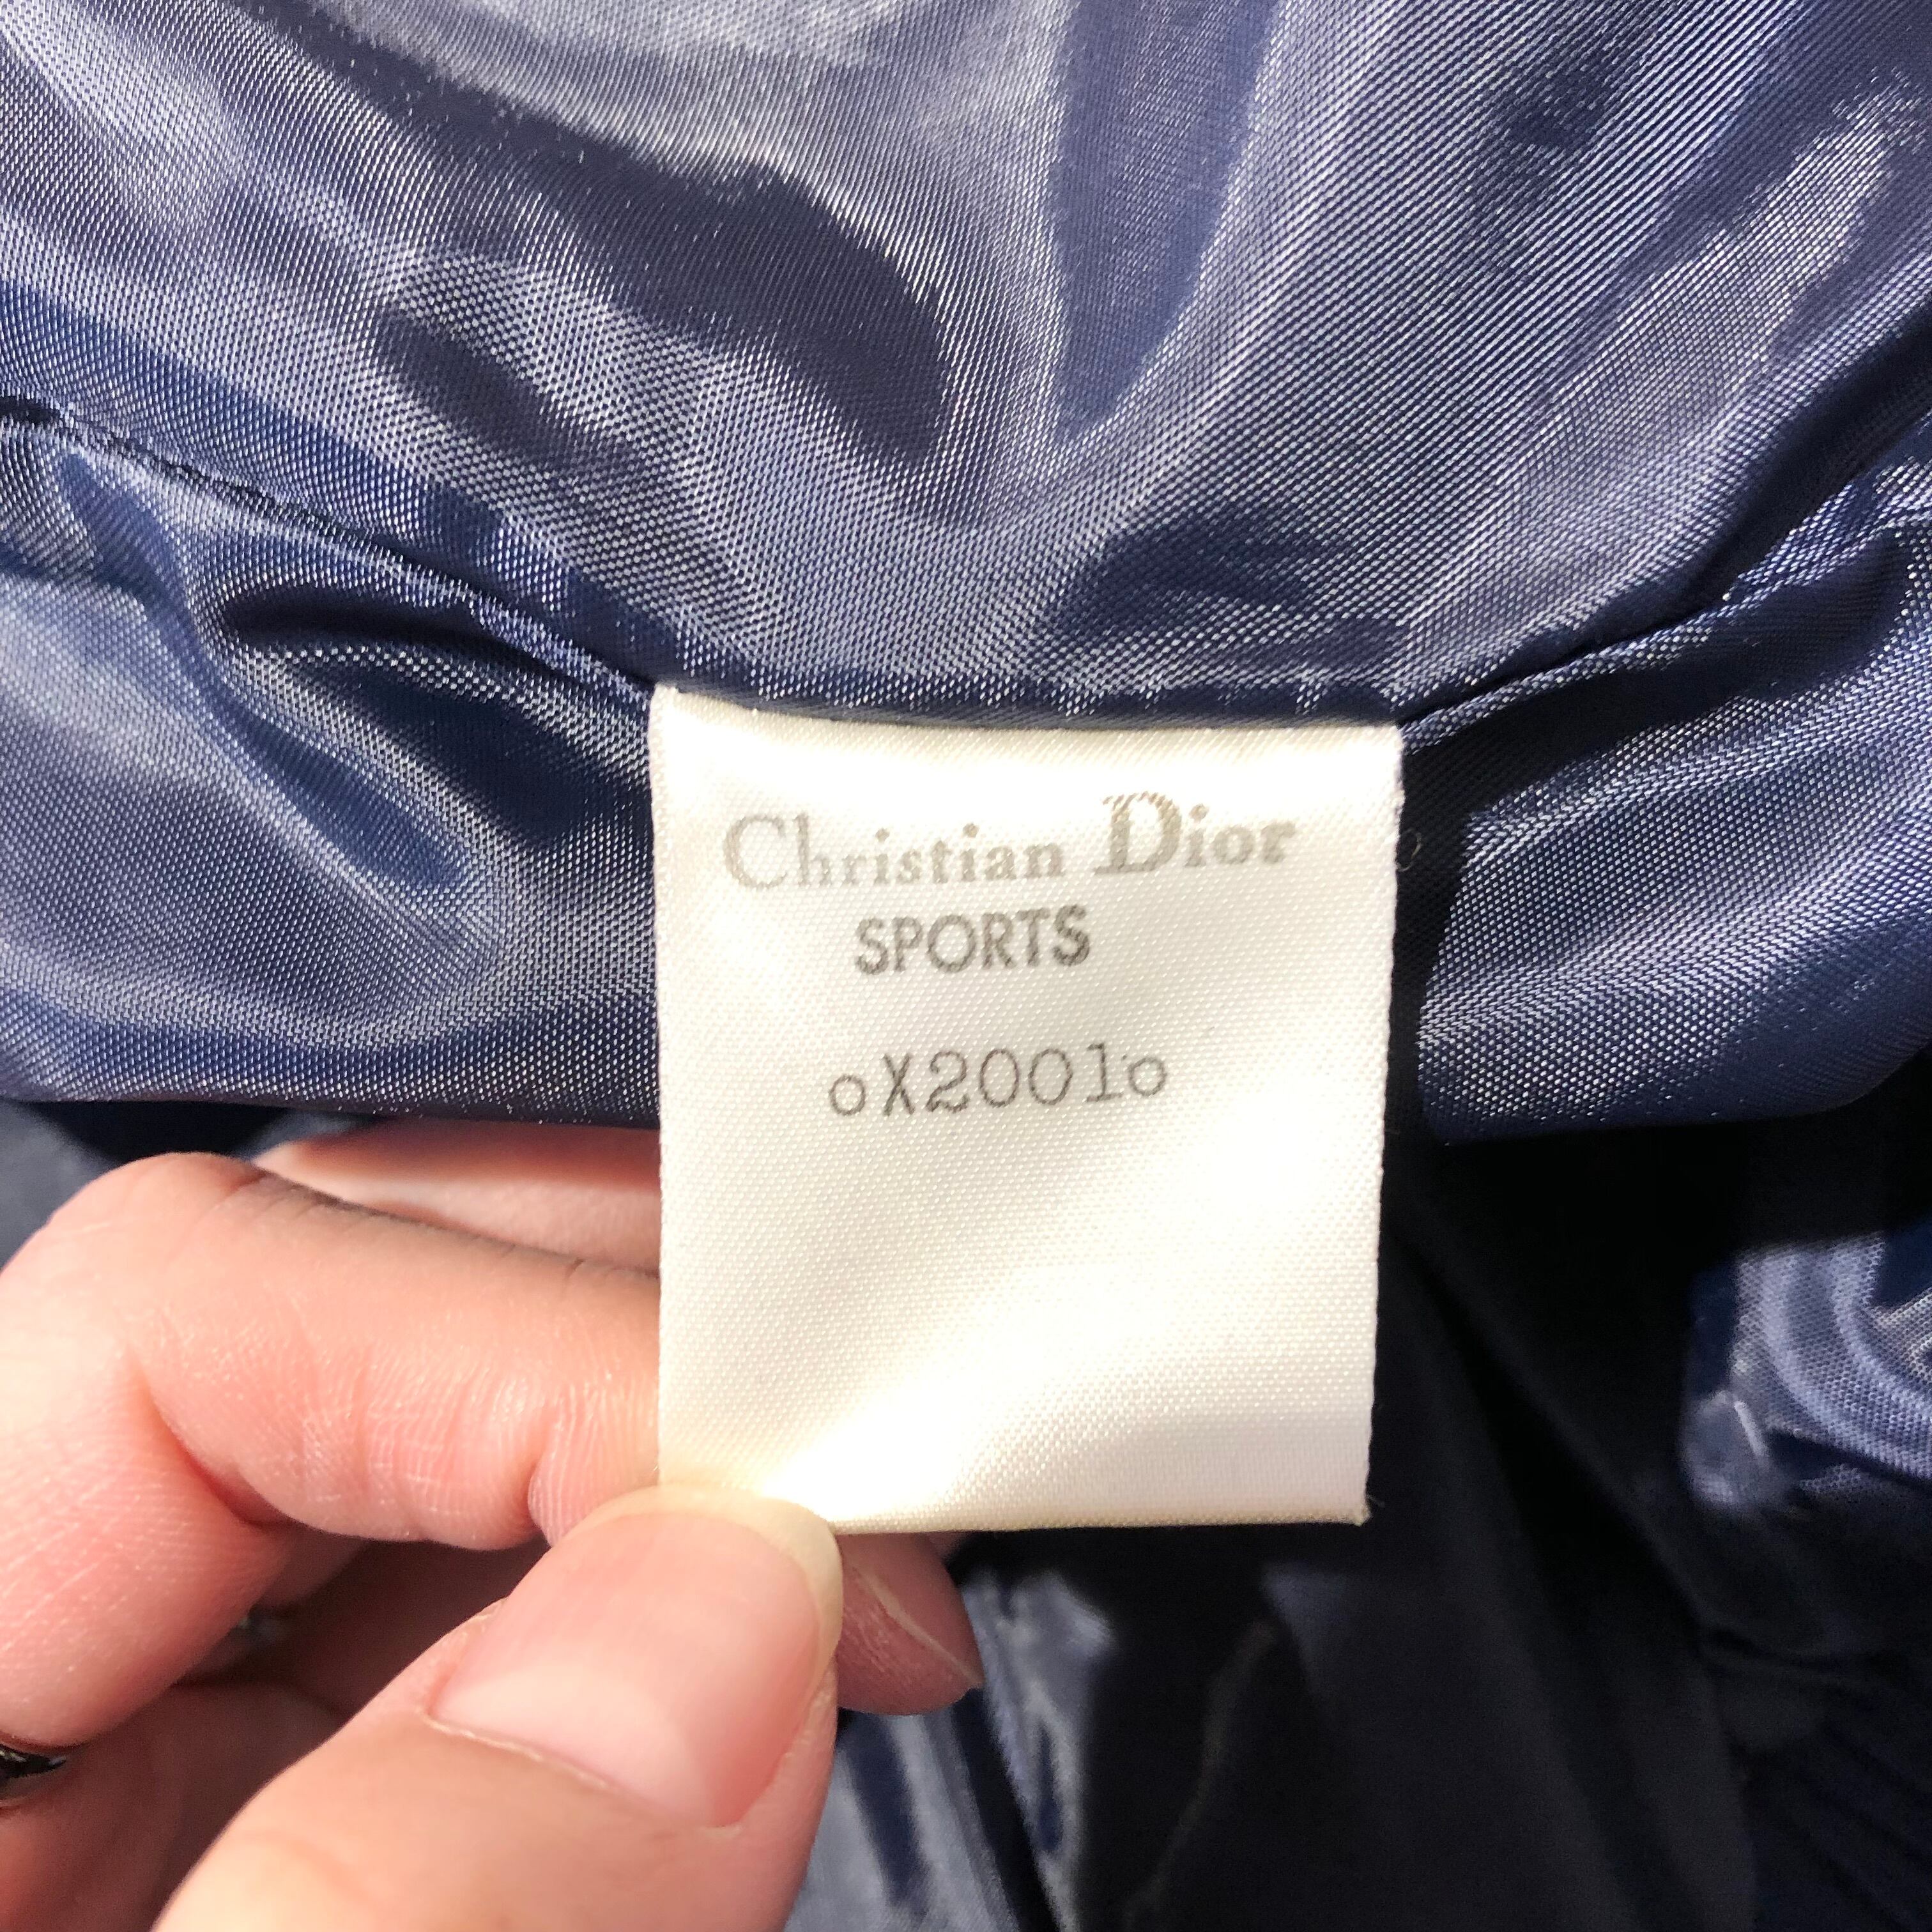 Christian Dior
SPORTS
oX2001o